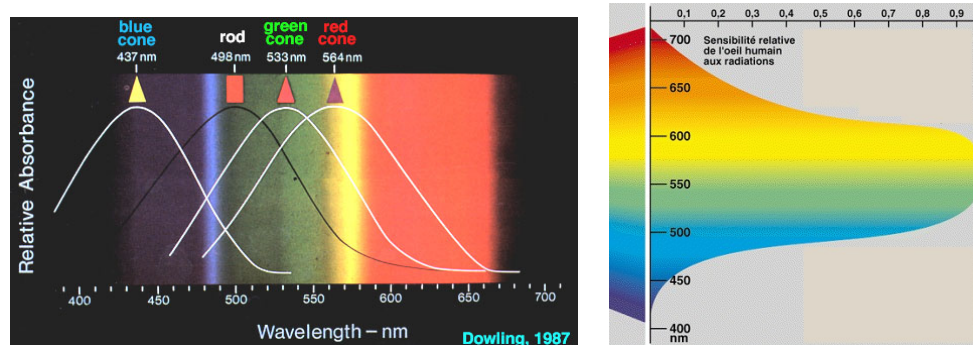 blue
cone
437 nm
rod
498 nm
green
cone
533 nm
red
cone
564 nm
Relative Absorbance
400 450 500 550 600 650 700
Wavelength – nm
Dowling, 1987
0,1 0,2 0,3 0,4 0,5 0,6 0,7 0,8 0,9
Sensibilité relative
de l'oeil humain
aux radiations
700
650
600
550
500
450
400
nm